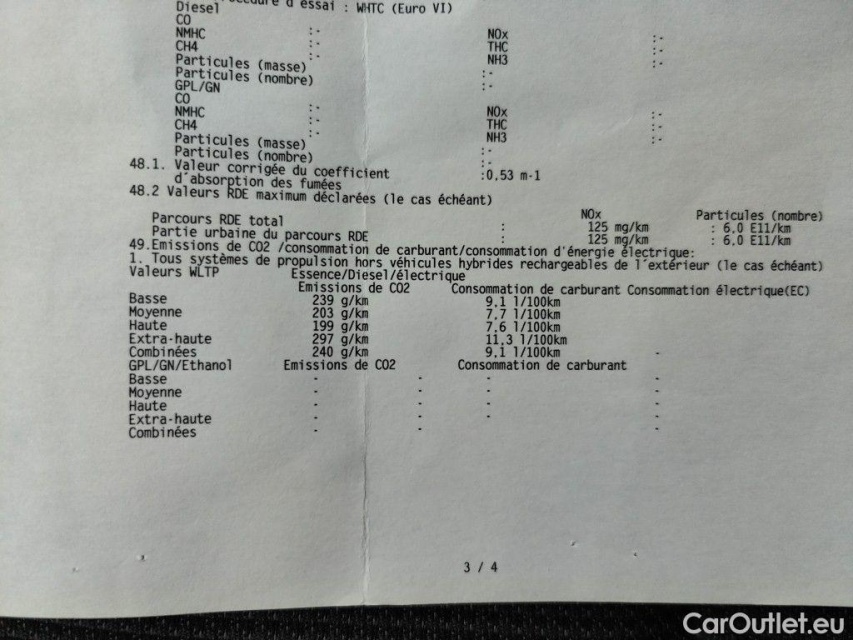 Procédure d'essai : WHTC (Euro VI)
Diesel
CO
NMHC :- NOx :-
CH4 :- THC :-
Particules (masse) :- NH3 :-
Particules (nombre) :-
GPL/GN :-
CO
NMHC :- NOx :-
CH4 :- THC :-
Particules (masse) :- NH3 :-
Particules (nombre) :-
48.1. Valeur corrigée du coefficient :-
d'absorption des fumées :0,53 m-1
48.2 Valeurs RDE maximum déclarées (le cas échéant)
NOx Particules (nombre)
Parcours RDE total : 125 mg/km : 6,0 E11/km
Partie urbaine du parcours RDE : 125 mg/km : 6,0 E11/km
49.Emissions de CO2 /consommation de carburant/consommation d'énergie électrique:
1. Tous systèmes de propulsion hors véhicules hybrides rechargeables de l'extérieur (le cas échéant)
Valeurs WLTP Essence/Diesel/électrique
Emissions de CO2 Consommation de carburant Consommation électrique(EC)
Basse 239 g/km 9,1 l/100km
Moyenne 203 g/km 7,7 l/100km
Haute 199 g/km 7,6 l/100km
Extra-haute 297 g/km 11,3 l/100km
Combinées 240 g/km 9,1 l/100km -
GPL/GN/Ethanol Emissions de CO2 Consommation de carburant
Basse - - - -
Moyenne - - - -
Haute - - - -
Extra-haute - - - -
Combinées - - - -
3 / 4
CarOutlet.eu